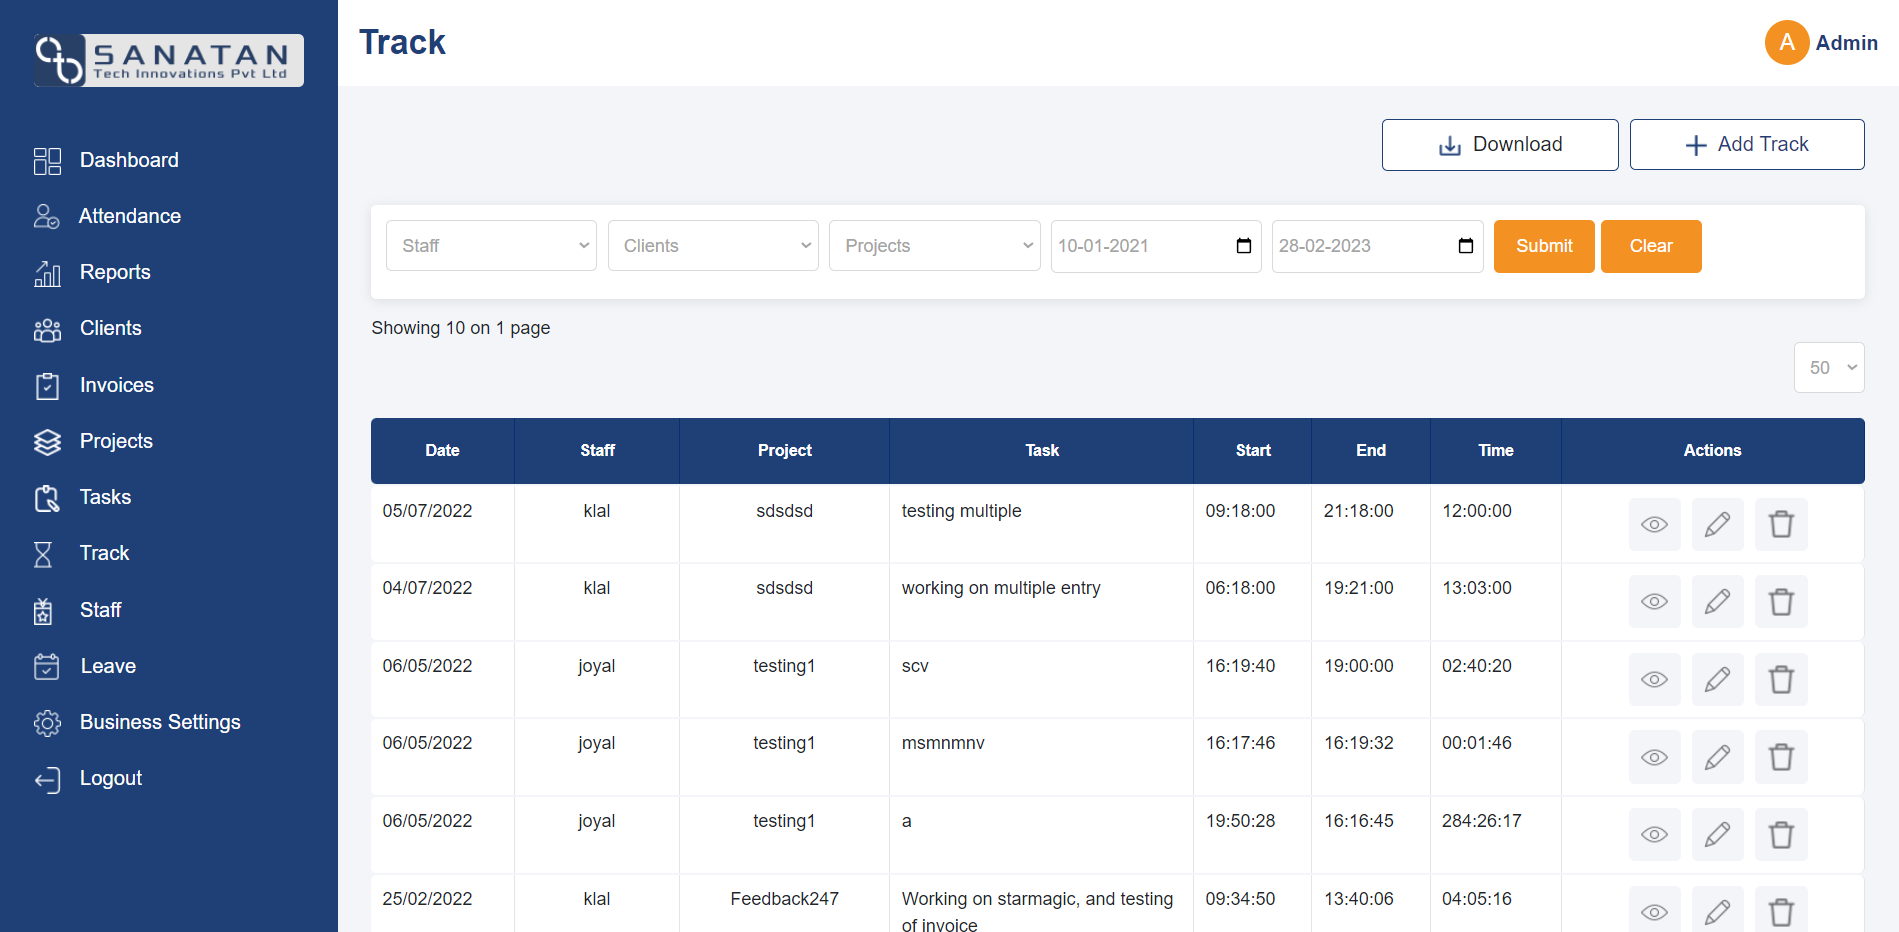 SANATAN
Tech Innovations Pvt Ltd
Dashboard
Attendance
Reports
Clients
Invoices
Projects
Tasks
Track
Staff
Leave
Business Settings
Logout
Track
A Admin
Download
Add Track
Staff Clients Projects 10-01-2021 28-02-2023 Submit Clear
Showing 10 on 1 page
50
Date Staff Project Task Start End Time Actions
05/07/2022 klal sdsdsd testing multiple 09:18:00 21:18:00 12:00:00
04/07/2022 klal sdsdsd working on multiple entry 06:18:00 19:21:00 13:03:00
06/05/2022 joyal testing1 scv 16:19:40 19:00:00 02:40:20
06/05/2022 joyal testing1 msmnmnv 16:17:46 16:19:32 00:01:46
06/05/2022 joyal testing1 a 19:50:28 16:16:45 284:26:17
25/02/2022 klal Feedback247 Working on starmagic, and testing 09:34:50 13:40:06 04:05:16
of invoice